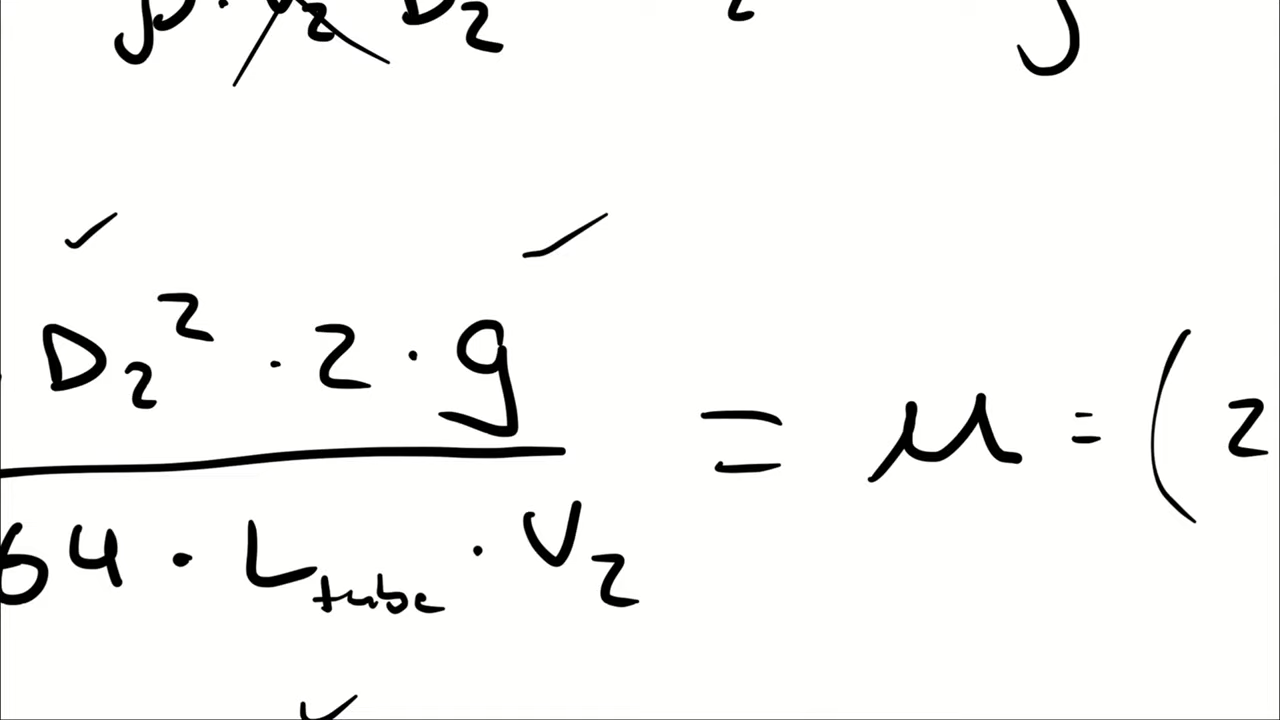 D₂² · 2 · g
64 · L_tube · V₂
= μ = ( 2